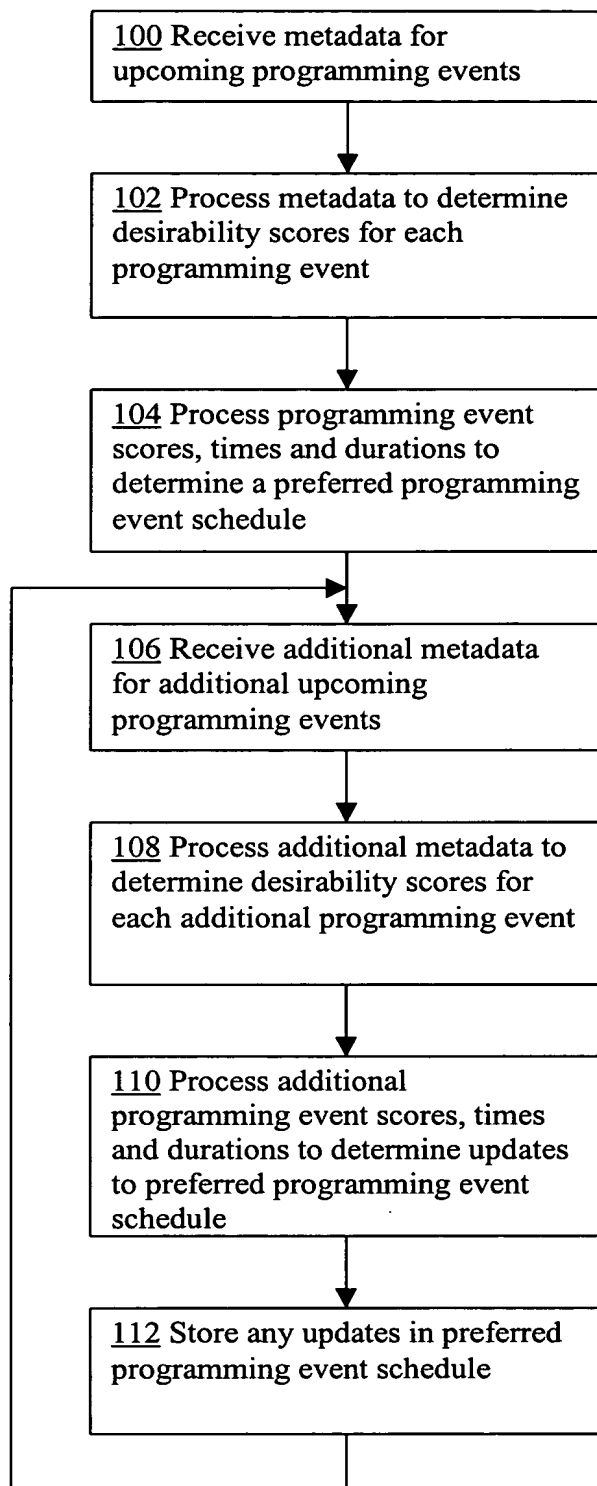 100 Receive metadata for
upcoming programming events
102 Process metadata to determine
desirability scores for each
programming event
104 Process programming event
scores, times and durations to
determine a preferred programming
event schedule
106 Receive additional metadata
for additional upcoming
programming events
108 Process additional metadata to
determine desirability scores for
each additional programming event
110 Process additional
programming event scores, times
and durations to determine updates
to preferred programming event
schedule
112 Store any updates in preferred
programming event schedule